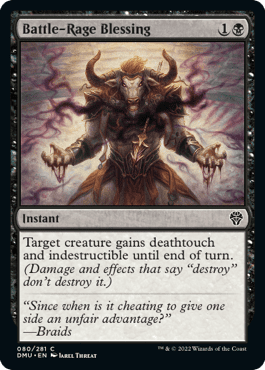 Battle-Rage Blessing 1
Instant
Target creature gains deathtouch
and indestructible until end of turn.
(Damage and effects that say “destroy”
don’t destroy it.)
“Since when is it cheating to give one
side an unfair advantage?”
—Braids
080/281 C
DMU • EN Jarel Threat
™ & © 2022 Wizards of the Coast